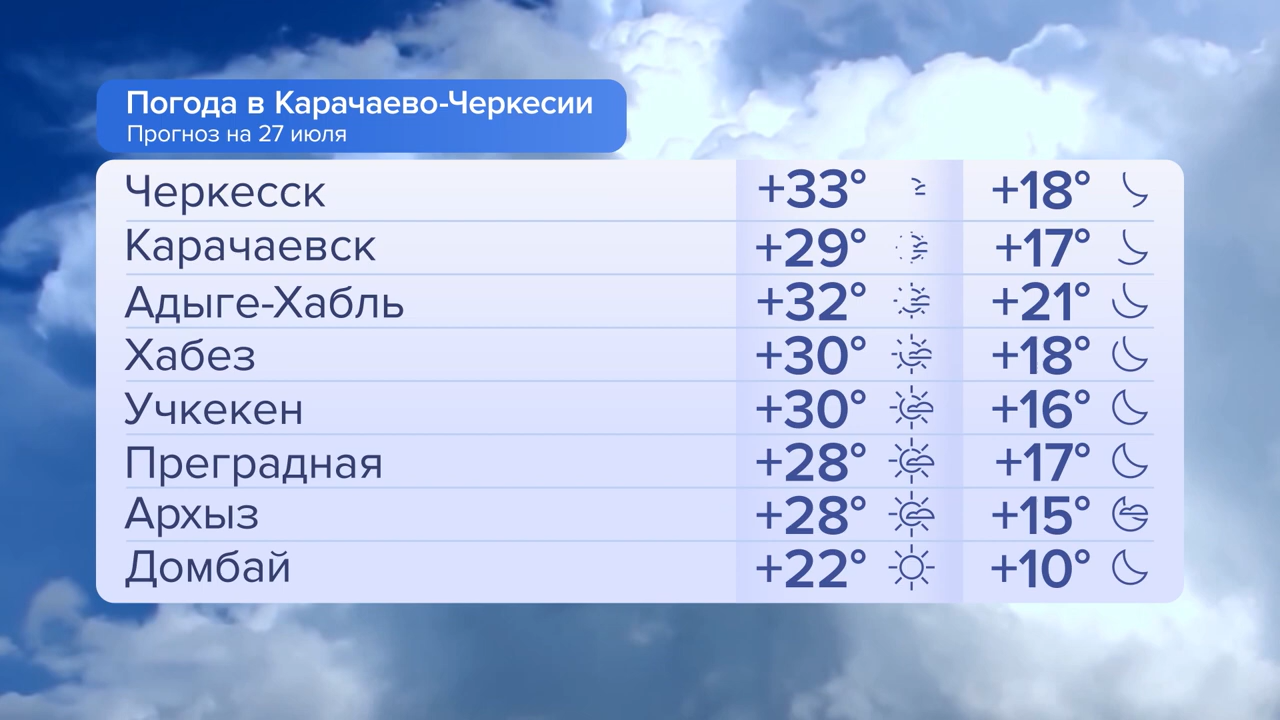 Погода в Карачаево-Черкесии
Прогноз на 27 июля
Черкесск +33° +18°
Карачаевск +29° +17°
Адыге-Хабль +32° +21°
Хабез +30° +18°
Учкекен +30° +16°
Преградная +28° +17°
Архыз +28° +15°
Домбай +22° +10°